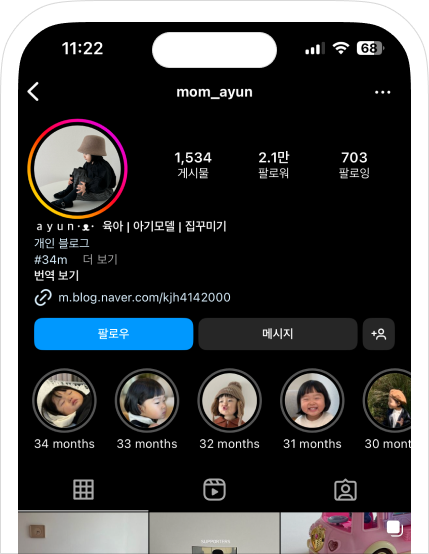 11:22
68
mom_ayun
1,534 2.1만 703
게시물 팔로워 팔로잉
ａｙｕｎ·ᴥ· 육아 | 아기모델 | 집꾸미기
개인 블로그
#34m 더 보기
번역 보기
m.blog.naver.com/kjh4142000
팔로우 메시지
34 months 33 months 32 months 31 months 30 mont